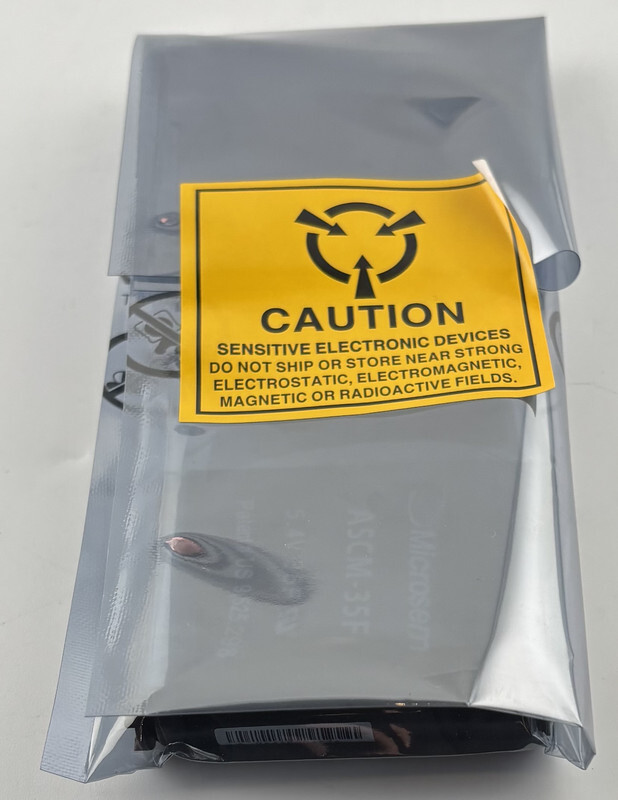 CAUTION
SENSITIVE ELECTRONIC DEVICES
DO NOT SHIP OR STORE NEAR STRONG
ELECTROSTATIC, ELECTROMAGNETIC,
MAGNETIC OR RADIOACTIVE FIELDS.
Microsemi
ASCM-35F